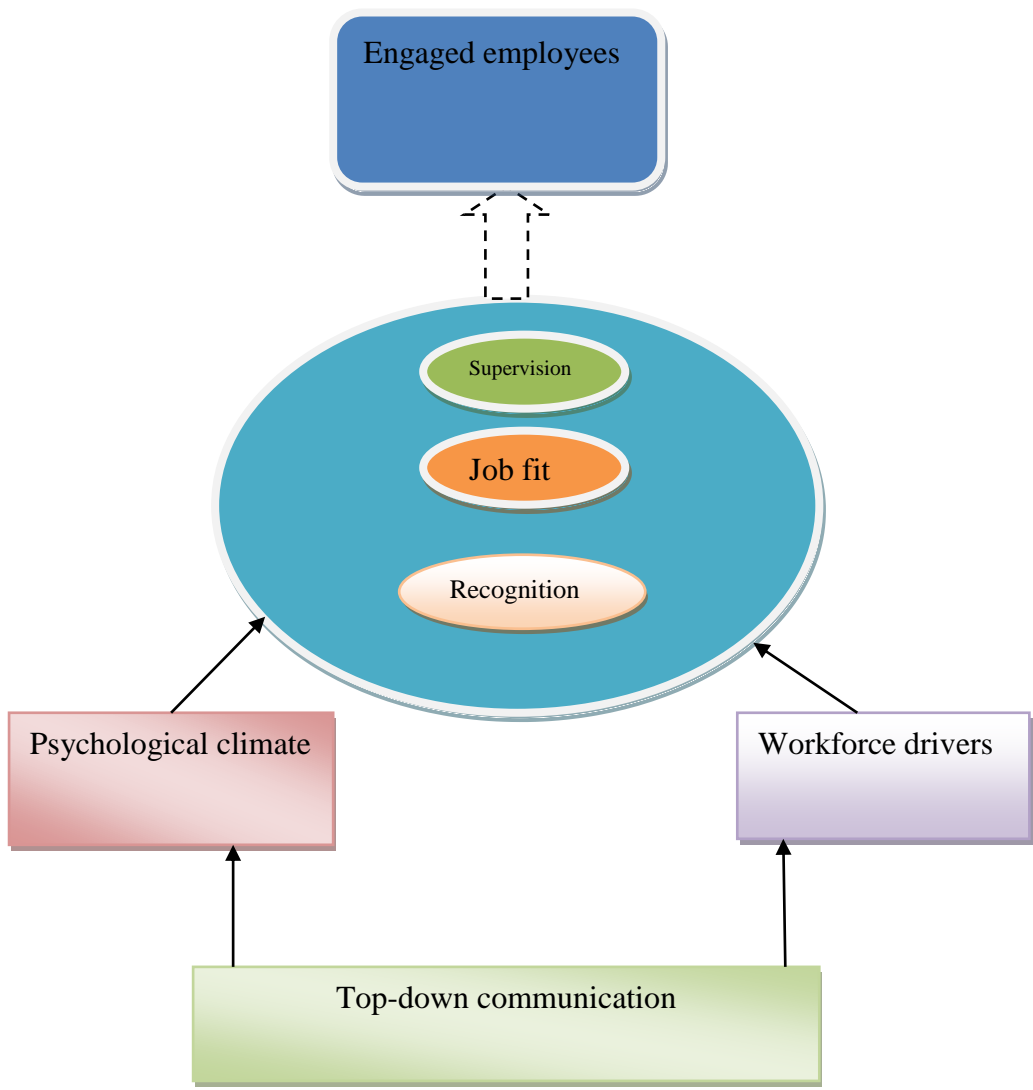 Engaged employees
Supervision
Job fit
Recognition
Psychological climate
Workforce drivers
Top-down communication